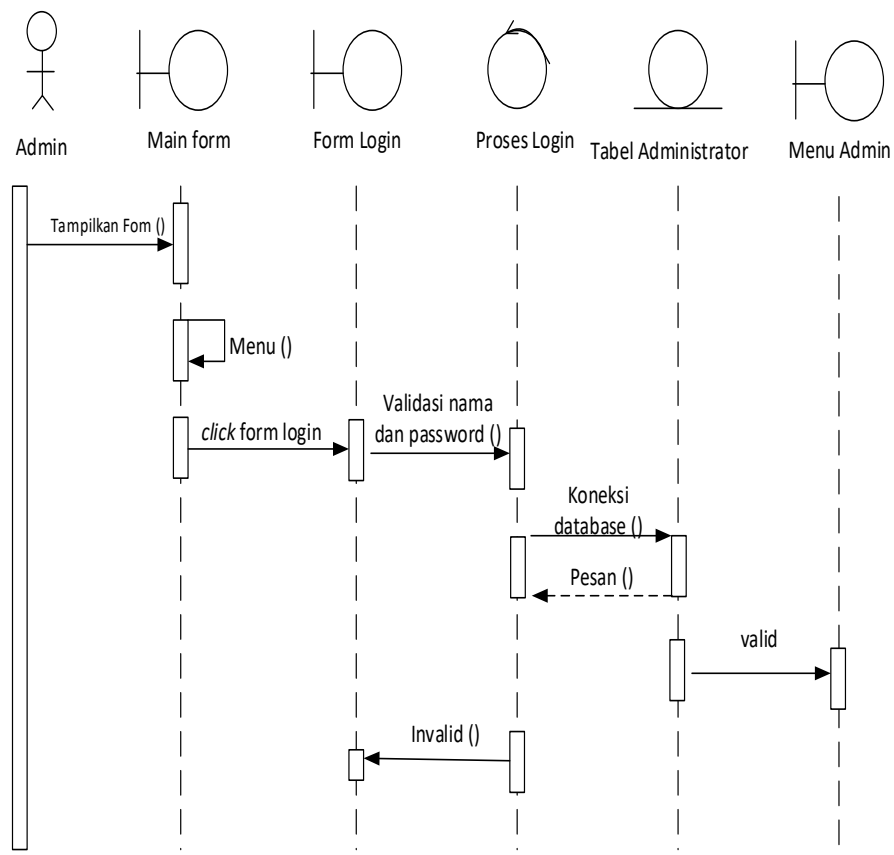 Admin
Main form
Form Login
Proses Login
Tabel Administrator
Menu Admin
Tampilkan Fom ()
Menu ()
click form login
Validasi nama
dan password ()
Koneksi
database ()
Pesan ()
valid
Invalid ()